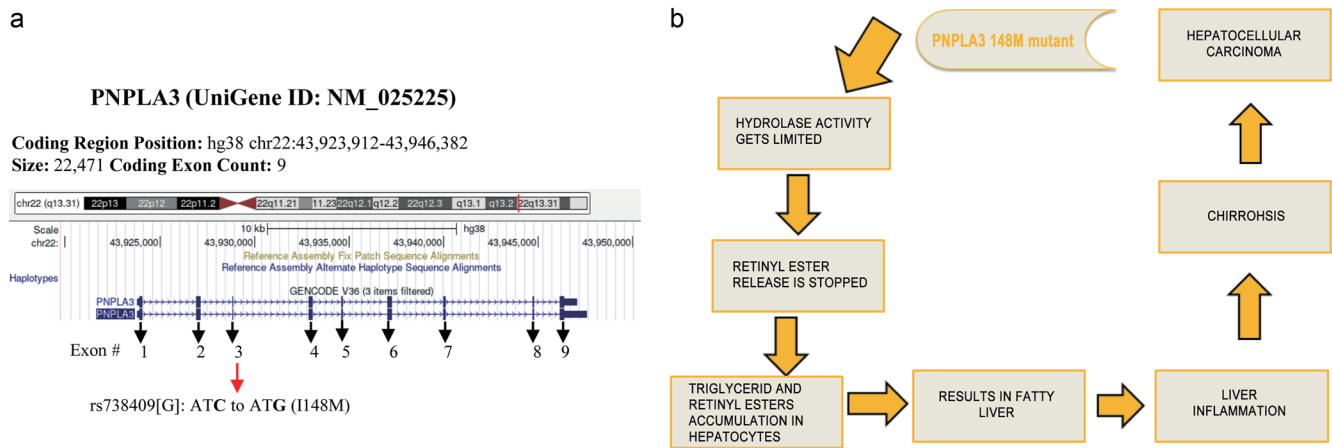 a
PNPLA3 (UniGene ID: NM_025225)
Coding Region Position: hg38 chr22:43,923,912-43,946,382
Size: 22,471 Coding Exon Count: 9
chr22 (q13.31) 22p13 22p12 22p11.2 22q11.21 11.23 22q12.1 q12.2 22q12.3 q13.1 q13.2 22q13.31
Scale 10 kb hg38
chr22: 43,925,000 43,930,000 43,935,000 43,940,000 43,945,000 43,950,000
Reference Assembly Fix Patch Sequence Alignments
Reference Assembly Alternate Haplotype Sequence Alignments
Haplotypes
GENCODE V36 (3 items filtered)
PNPLA3
PNPLA3
Exon # 1 2 3 4 5 6 7 8 9
rs738409[G]: ATC to ATG (I148M)
b
PNPLA3 148M mutant
HYDROLASE ACTIVITY
GETS LIMITED
RETINYL ESTER
RELEASE IS STOPPED
TRIGLYCERID AND
RETINYL ESTERS
ACCUMULATION IN
HEPATOCYTES
RESULTS IN FATTY
LIVER
LIVER
INFLAMMATION
CHIRROHSIS
HEPATOCELLULAR
CARCINOMA